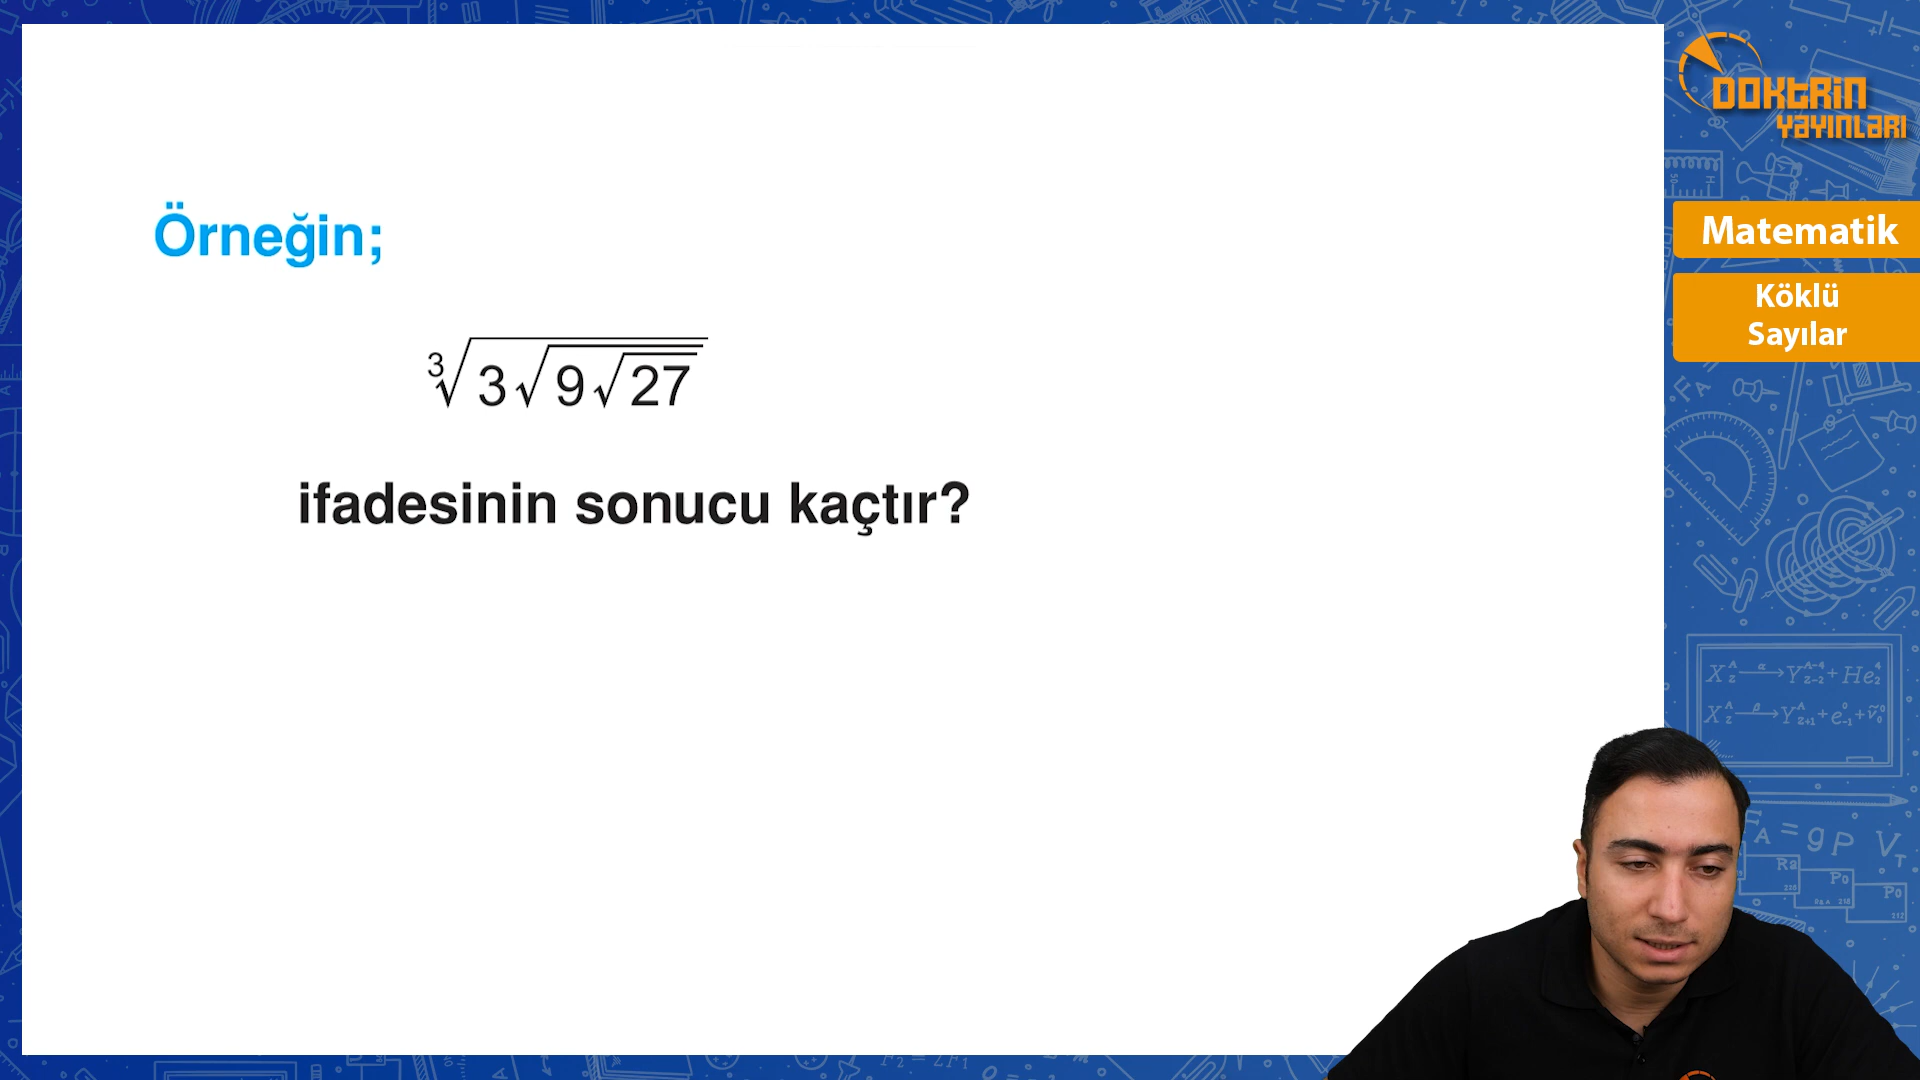 DOKTRİN
YAYINLARI
Matematik
Köklü
Sayılar
Örneğin;
∛(3√(9√27))
ifadesinin sonucu kaçtır?